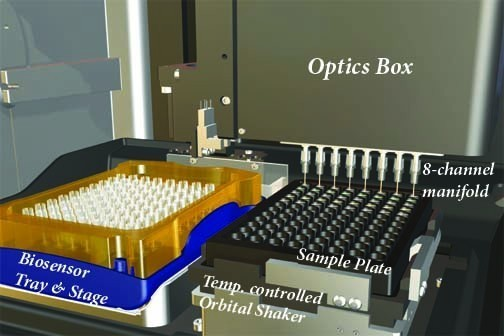 Optics Box
8-channel
manifold
Sample Plate
Biosensor
Tray & Stage
Temp. controlled
Orbital Shaker